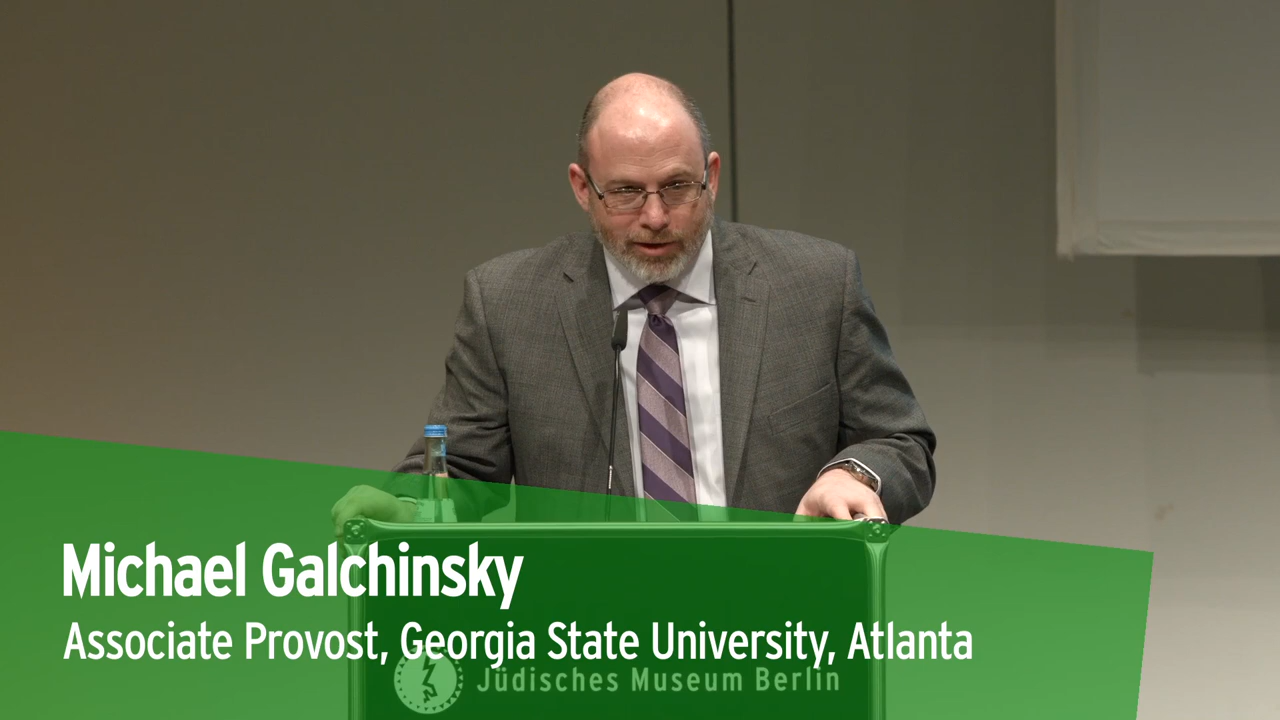 Michael Galchinsky
Associate Provost, Georgia State University, Atlanta
Jüdisches Museum Berlin